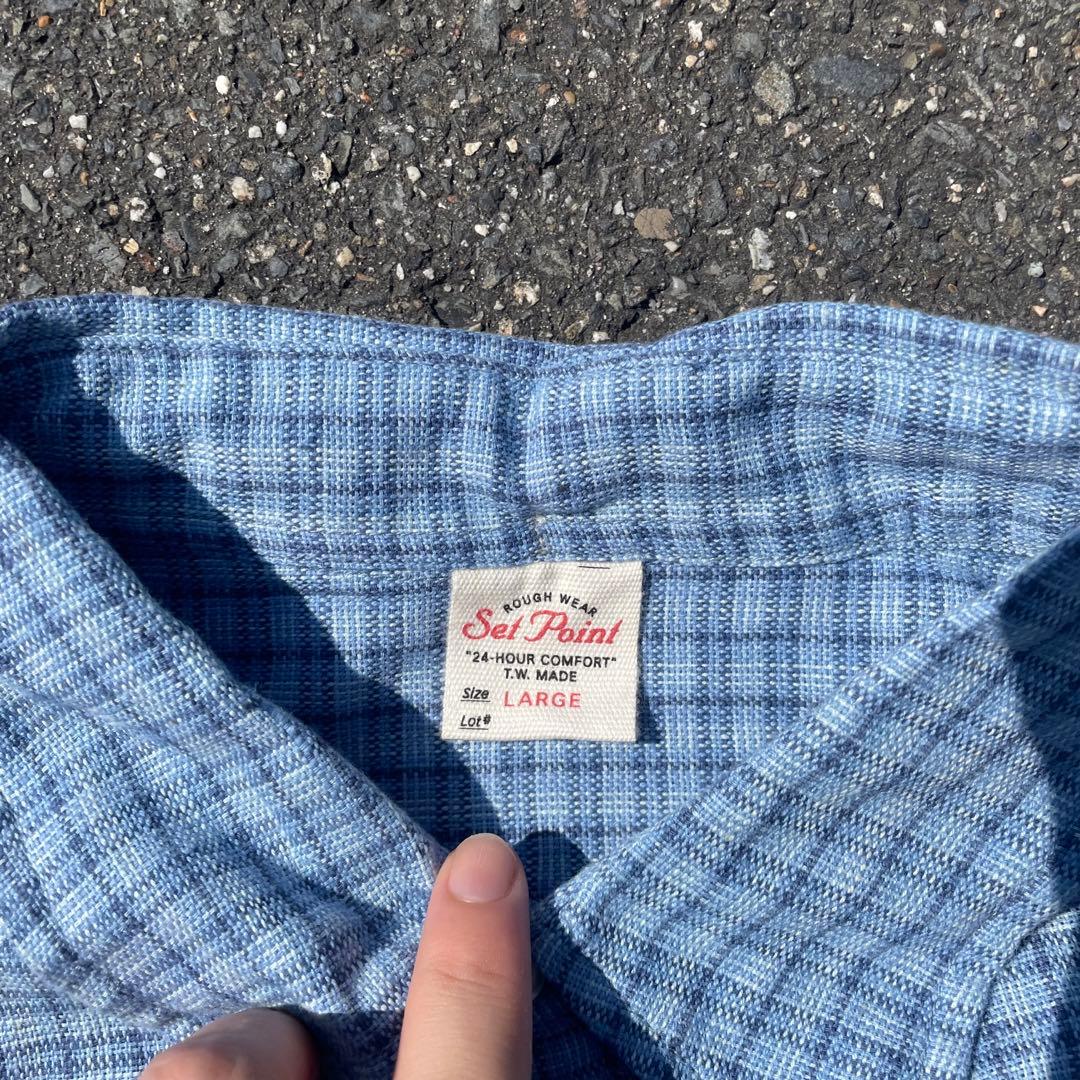 ROUGH WEAR
Set Point
"24-HOUR COMFORT"
T.W. MADE
Size LARGE
Lot#